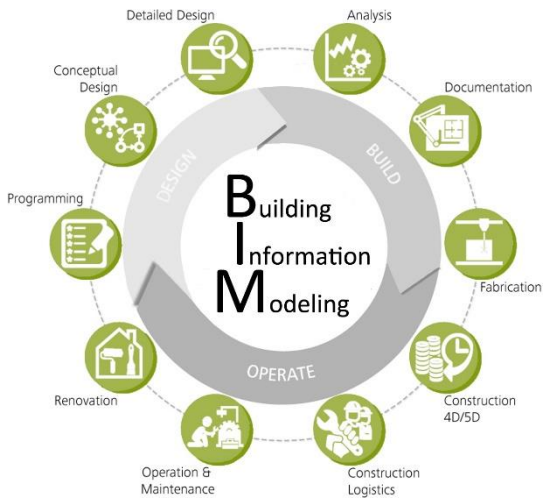 Detailed Design
Analysis
Conceptual
Design
Documentation
DESIGN
BUILD
Programming
Building
Information
Modeling
Fabrication
OPERATE
Renovation
Construction
4D/5D
Operation &
Maintenance
Construction
Logistics